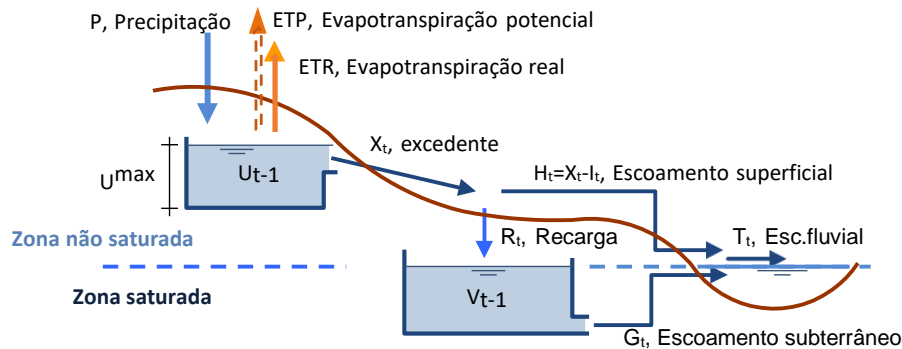 P, Precipitação
ETP, Evapotranspiração potencial
ETR, Evapotranspiração real
Xt, excedente
Umax
Ut-1
Ht=Xt-It, Escoamento superficial
Zona não saturada
Rt, Recarga
Tt, Esc.fluvial
Zona saturada
Vt-1
Gt, Escoamento subterrâneo